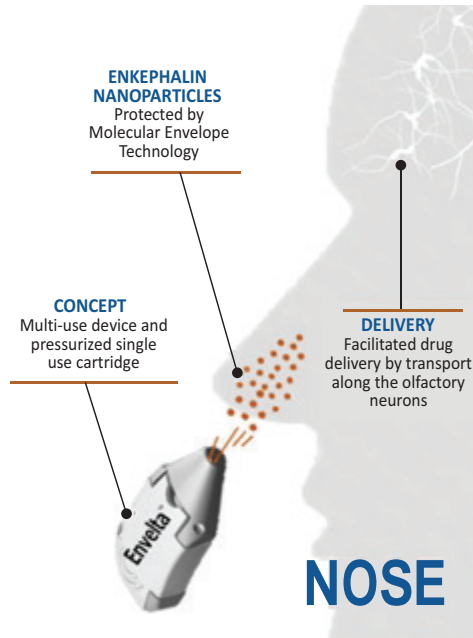 ENKEPHALIN
NANOPARTICLES
Protected by
Molecular Envelope
Technology
CONCEPT
Multi-use device and
pressurized single
use cartridge
DELIVERY
Facilitated drug
delivery by transport
along the olfactory
neurons
Envelta™
NOSE